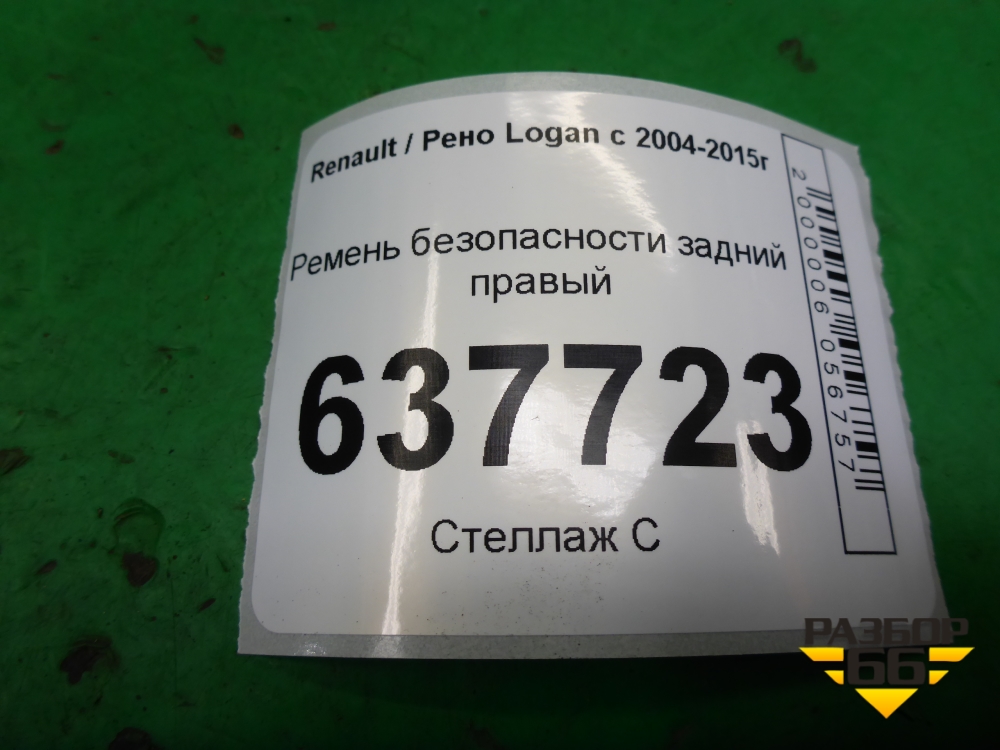 Renault / Рено Logan с 2004-2015г
Ремень безопасности задний
правый
637723
Стеллаж С
2000006056757
РАЗБОР
66